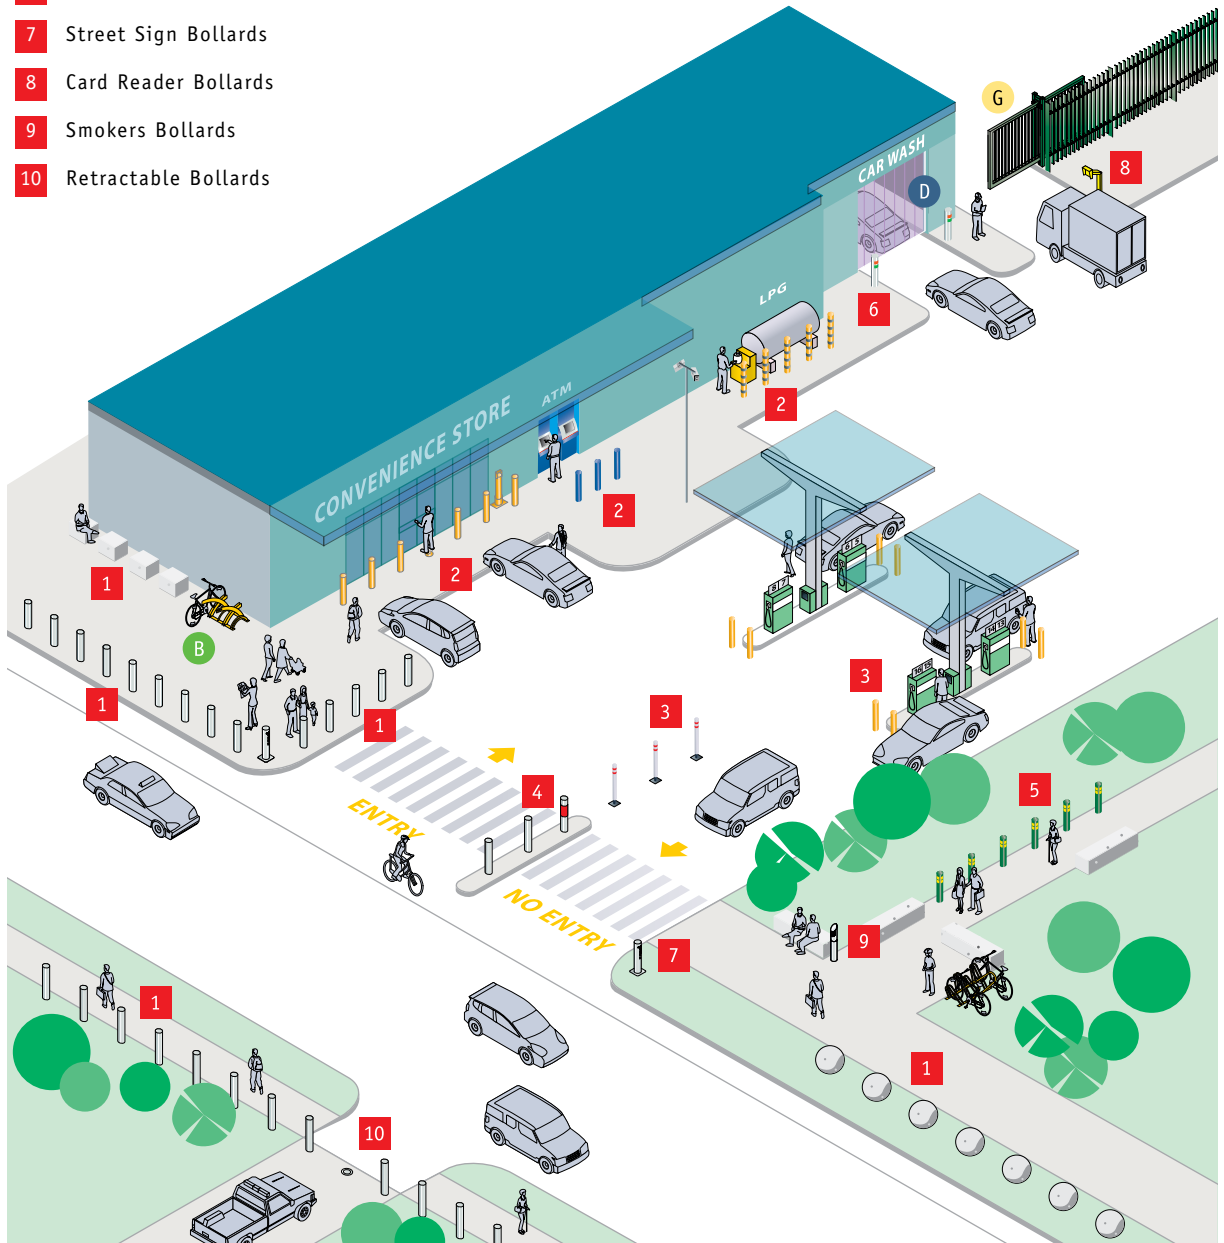 7 Street Sign Bollards
8 Card Reader Bollards
9 Smokers Bollards
10 Retractable Bollards
G
CAR WASH
8
D
LPG
6
2
ATM
CONVENIENCE STORE
2
2
1
B
3
3
1
1
4
5
ENTRY
NO ENTRY
7
9
1
1
10